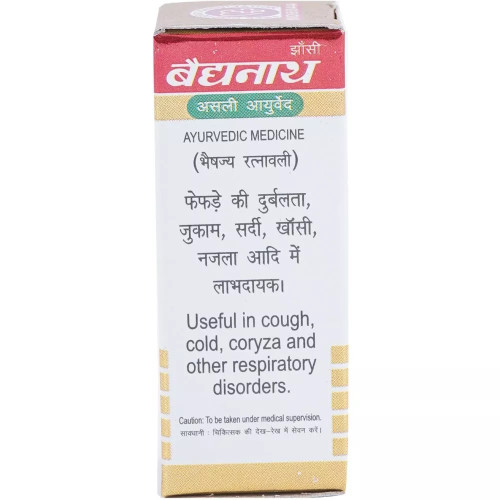 झाँसी
बैद्यनाथ
असली आयुर्वेद
AYURVEDIC MEDICINE
(भैषज्य रत्नावली)
फेफड़े की दुर्बलता,
जुकाम, सर्दी, खाँसी,
नजला आदि में
लाभदायक।
Useful in cough,
cold, coryza and
other respiratory
disorders.
Caution: To be taken under medical supervision.
सावधानी : चिकित्सक की देख-रेख में सेवन करें।